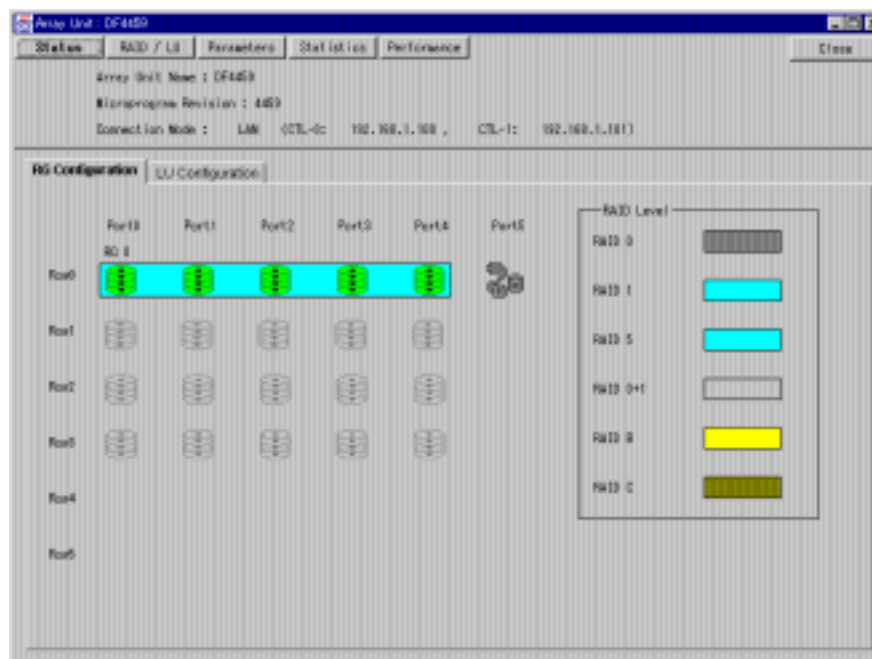 Array Unit : DF4459
Status RAID / LU Parameters Statistics Performance Close
Array Unit Name : DF4459
Microprogram Revision : 4459
Connection Mode : LAN (CTL-0: 192.168.1.100 , CTL-1: 192.168.1.101)
RG Configuration LU Configuration
RAID Level
Port0 Port1 Port2 Port3 Port4 Port5
RAID 0
RG 0
Row0
RAID 1
Row1
RAID 5
Row2
RAID 0+1
Row3
RAID B
RAID C
Row4
Row5